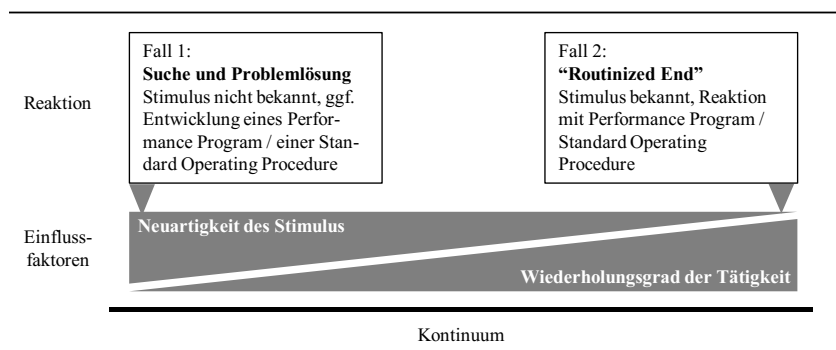 Reaktion
Fall 1:
Suche und Problemlösung
Stimulus nicht bekannt, ggf.
Entwicklung eines Perfor-
mance Program / einer Stan-
dard Operating Procedure
Fall 2:
“Routinized End”
Stimulus bekannt, Reaktion
mit Performance Program /
Standard Operating
Procedure
Einfluss-
faktoren
Neuartigkeit des Stimulus
Wiederholungsgrad der Tätigkeit
Kontinuum